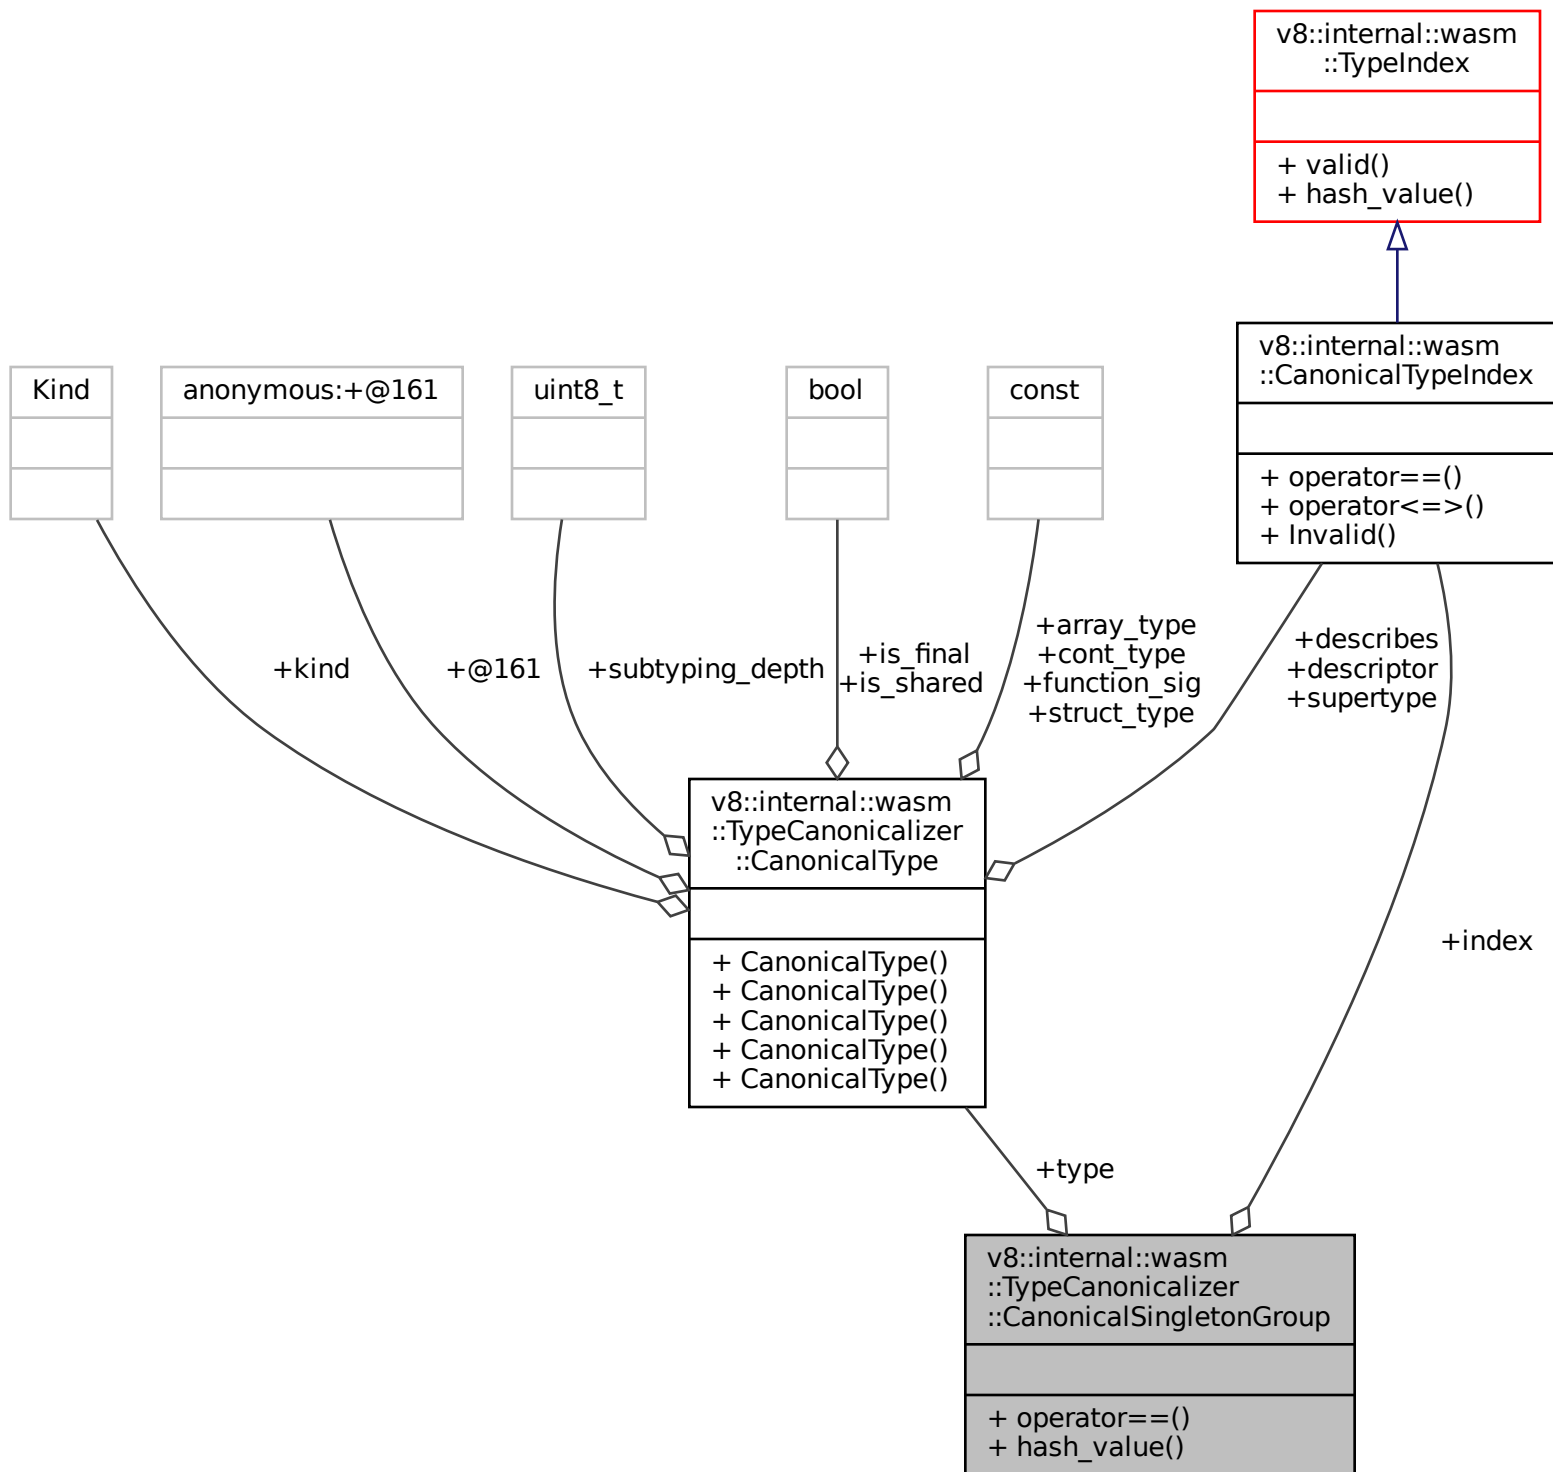 v8::internal::wasm
::TypeIndex
+ valid()
+ hash_value()
v8::internal::wasm
::CanonicalTypeIndex
+ operator==()
+ operator<=>()
+ Invalid()
Kind
anonymous:+@161
uint8_t
bool
const
+kind
+@161
+subtyping_depth
+is_final
+is_shared
+array_type
+cont_type
+function_sig
+struct_type
+describes
+descriptor
+supertype
v8::internal::wasm
::TypeCanonicalizer
::CanonicalType
+ CanonicalType()
+ CanonicalType()
+ CanonicalType()
+ CanonicalType()
+ CanonicalType()
+index
+type
v8::internal::wasm
::TypeCanonicalizer
::CanonicalSingletonGroup
+ operator==()
+ hash_value()